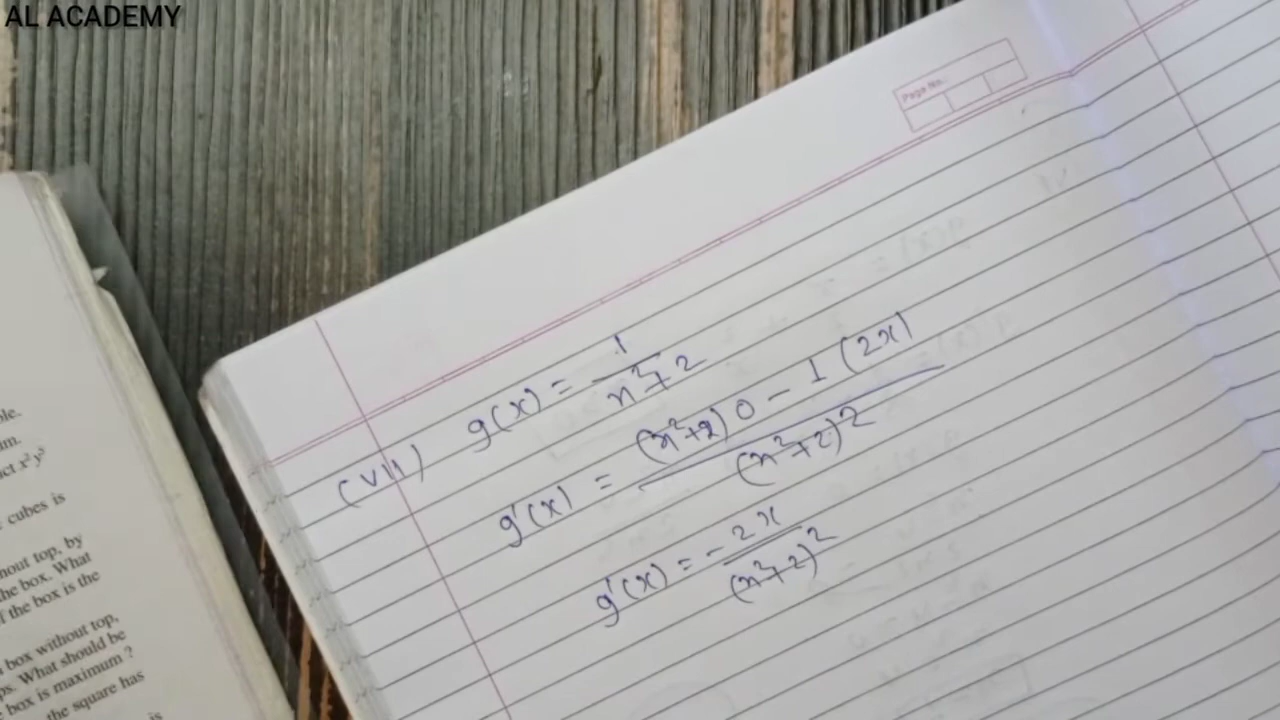 AL ACADEMY
Page No.:
(VII) g(x) = 1/(x²+2)
g'(x) = ((x²+2) 0 - 1 (2x))/(x²+2)²
g'(x) = -2x/(x²+2)²
ole.
m.
ct x²y³
cubes is
hout top, by
the box. What
f the box is the
box without top,
ps. What should be
box is maximum ?
the square has
is